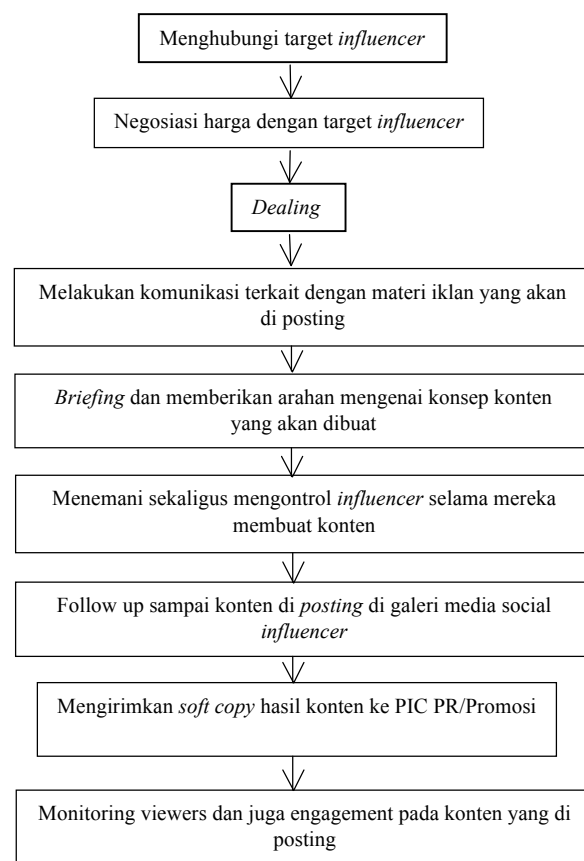 Menghubungi target influencer
Negosiasi harga dengan target influencer
Dealing
Melakukan komunikasi terkait dengan materi iklan yang akan
di posting
Briefing dan memberikan arahan mengenai konsep konten
yang akan dibuat
Menemani sekaligus mengontrol influencer selama mereka
membuat konten
Follow up sampai konten di posting di galeri media social
influencer
Mengirimkan soft copy hasil konten ke PIC PR/Promosi
Monitoring viewers dan juga engagement pada konten yang di
posting